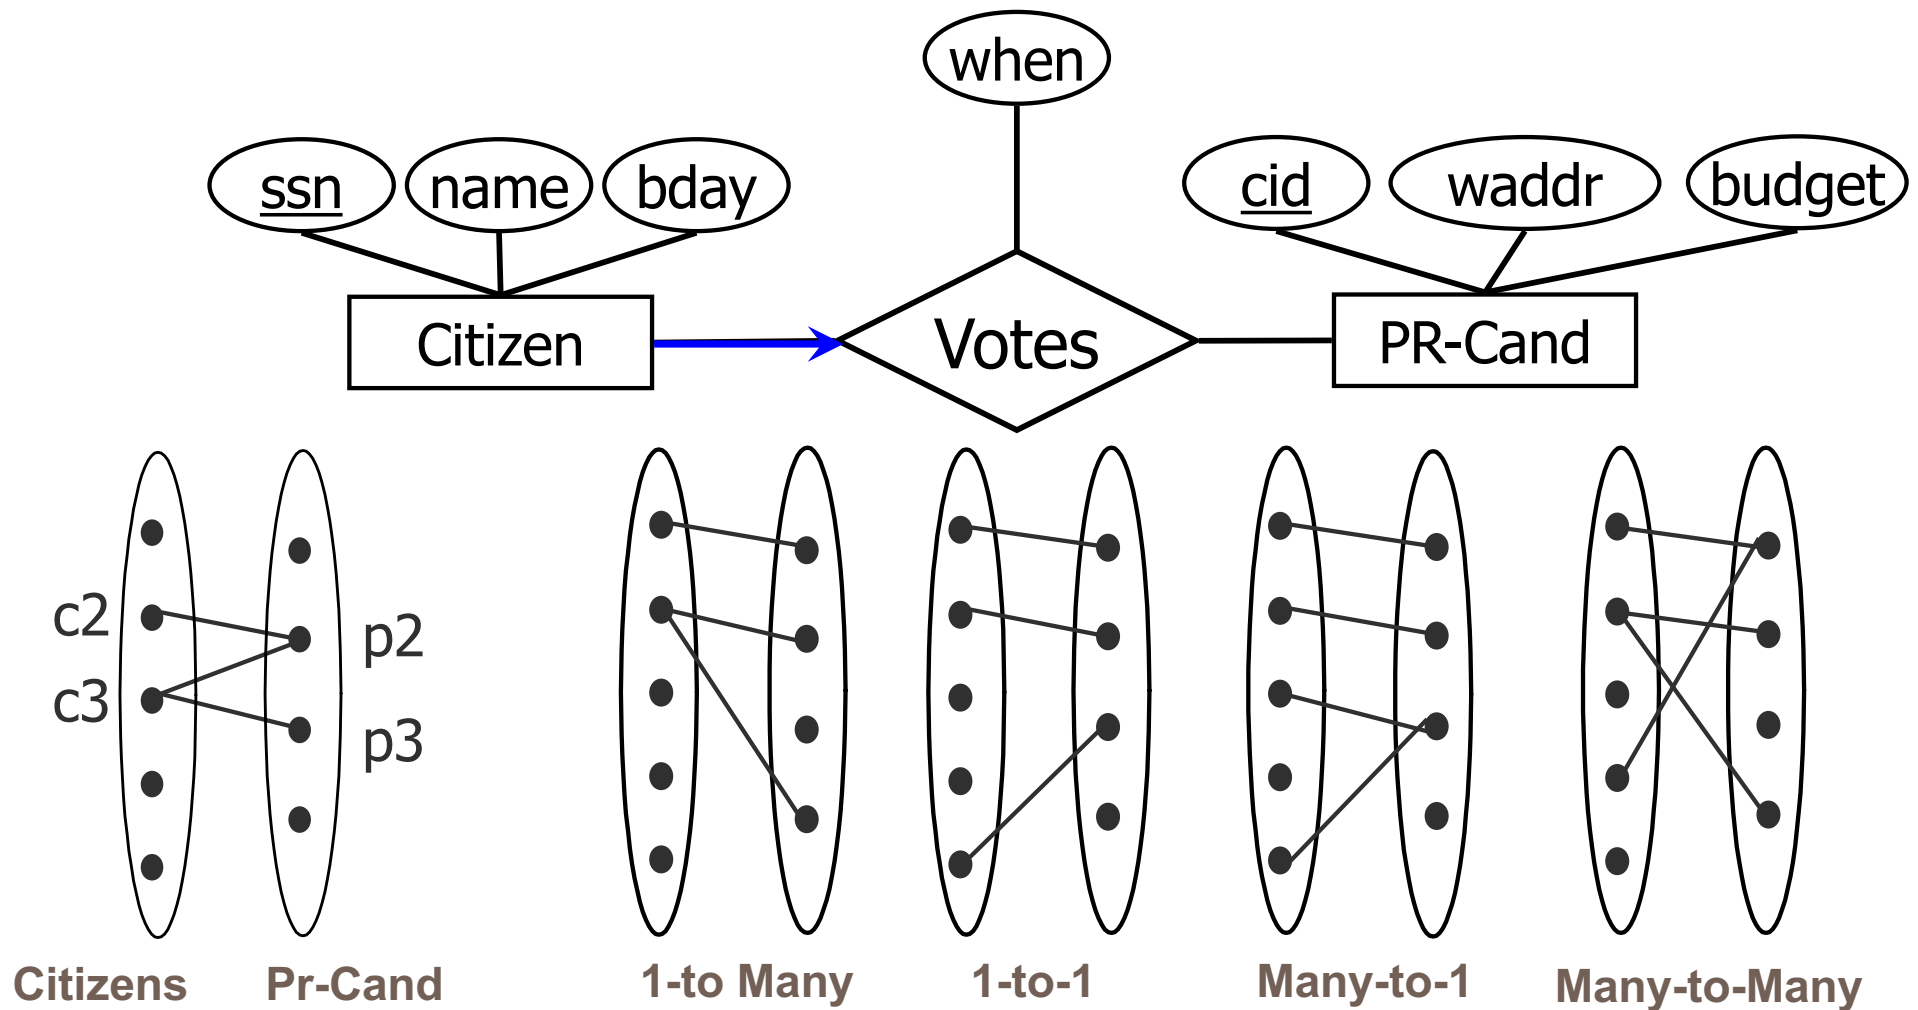 when
ssn name bday
cid waddr budget
Citizen
Votes
PR-Cand
c2
p2
c3
p3
Citizens
Pr-Cand
1-to Many
1-to-1
Many-to-1
Many-to-Many